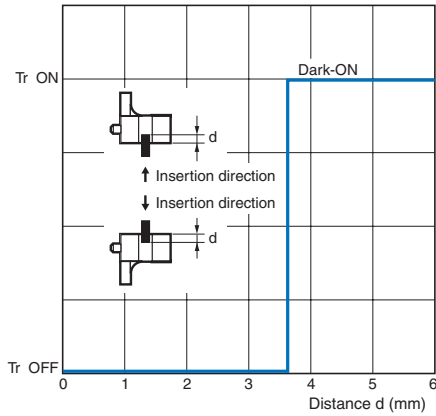 Tr ON
Dark-ON
d
Insertion direction
Insertion direction
d
Tr OFF
0 1 2 3 4 5 6
Distance d (mm)